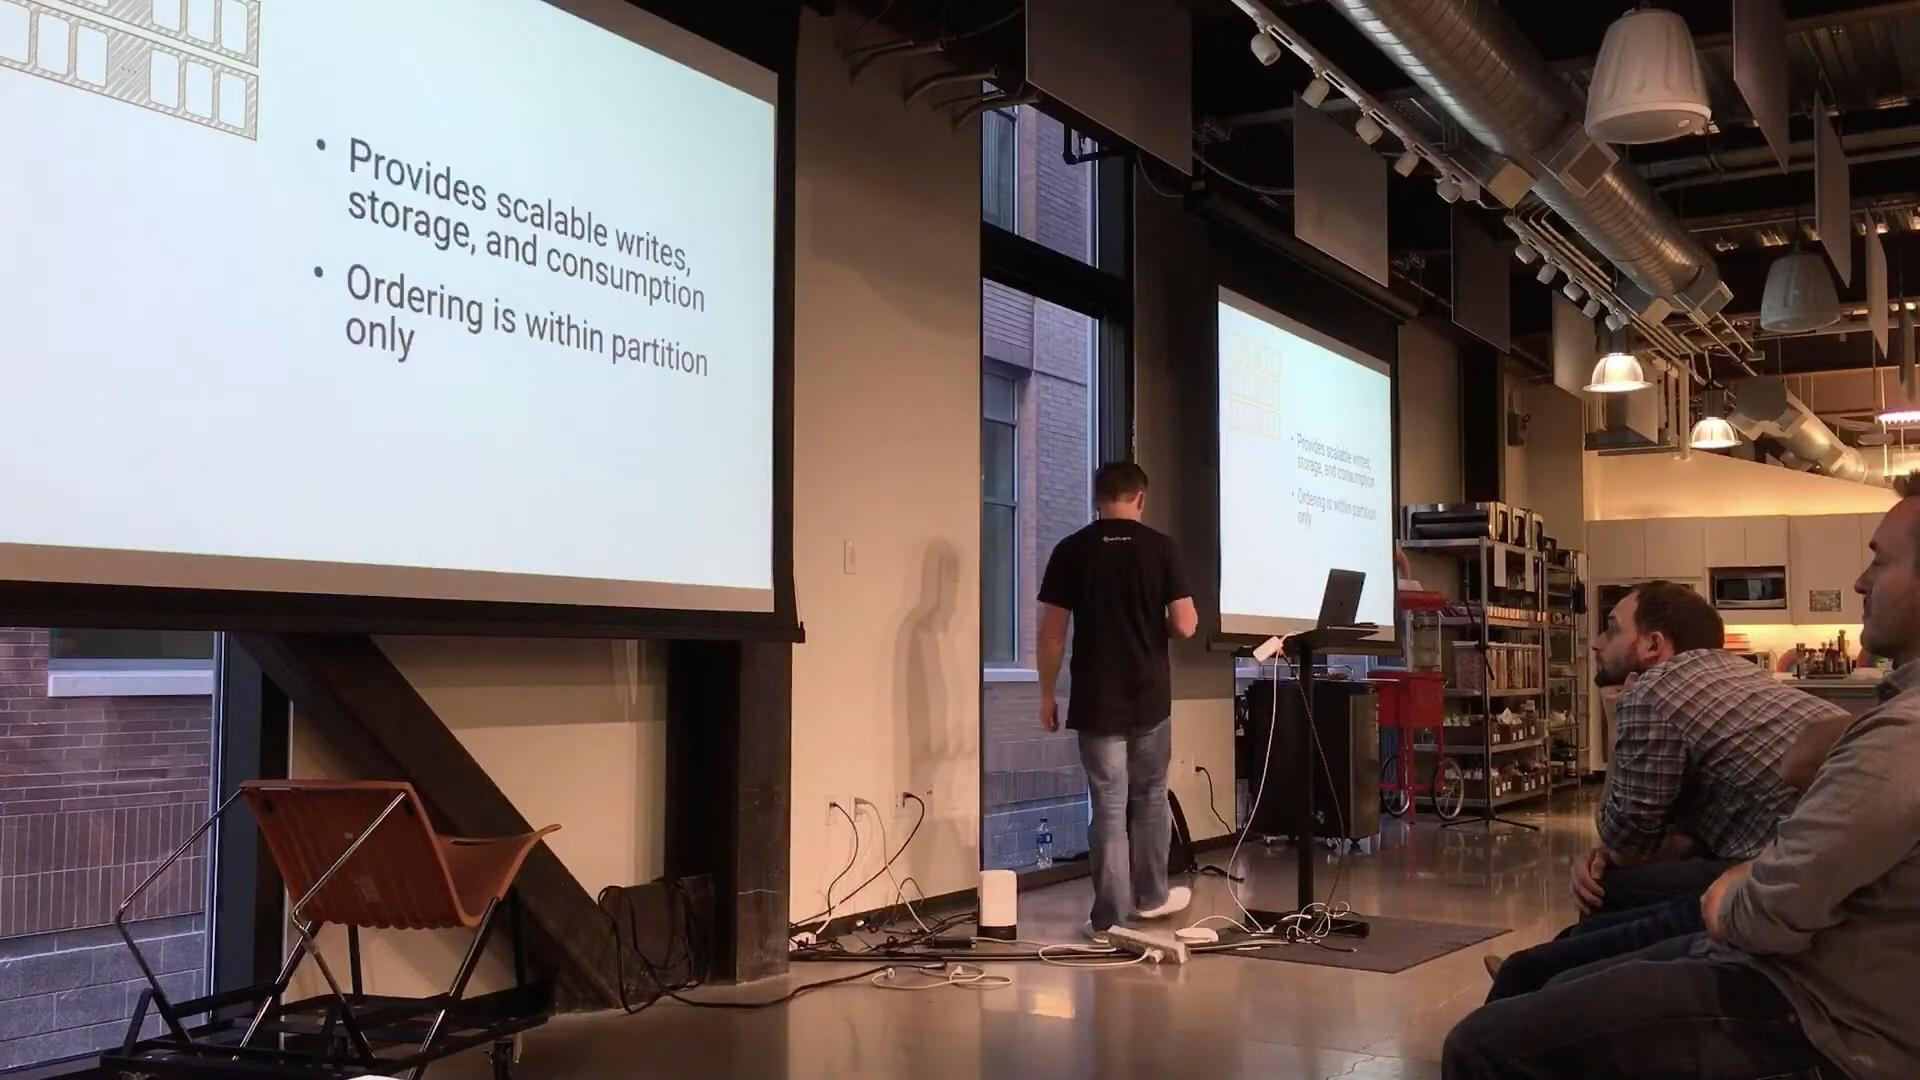 • Provides scalable writes,
storage, and consumption
• Ordering is within partition
only
• Provides scalable writes,
storage, and consumption
• Ordering is within partition
only